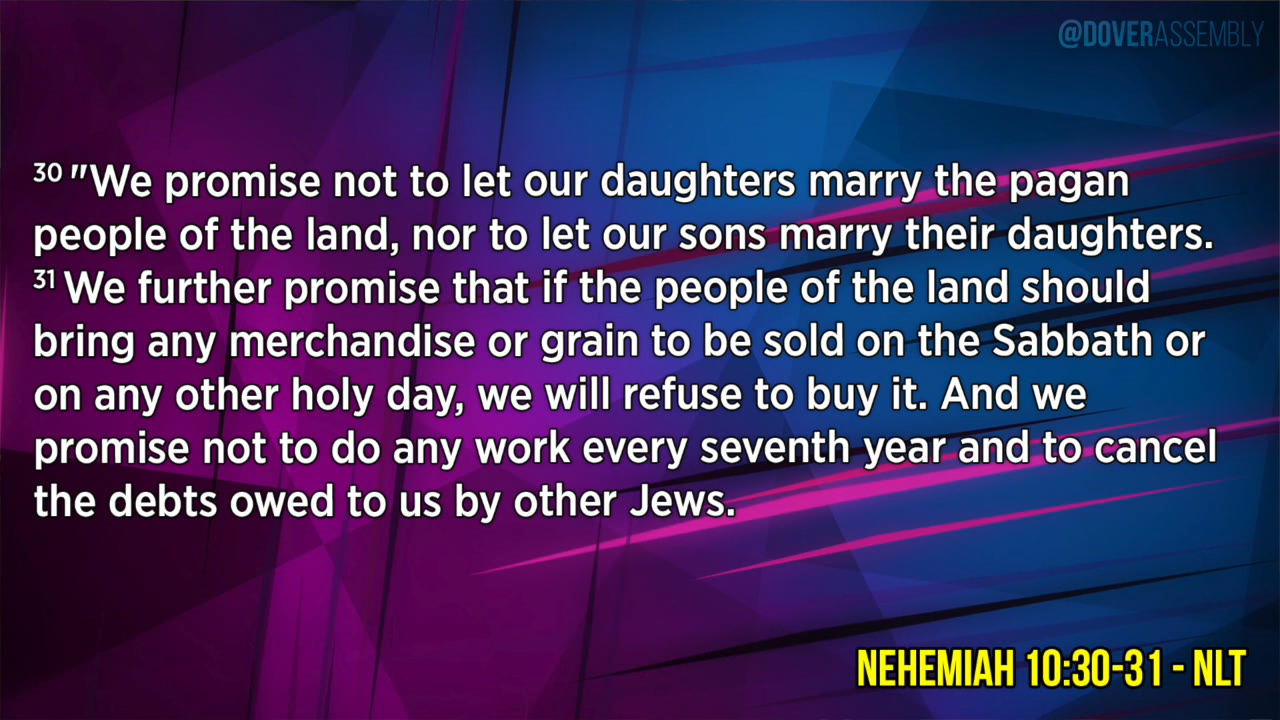 @DOVERASSEMBLY
30 "We promise not to let our daughters marry the pagan
people of the land, nor to let our sons marry their daughters.
31 We further promise that if the people of the land should
bring any merchandise or grain to be sold on the Sabbath or
on any other holy day, we will refuse to buy it. And we
promise not to do any work every seventh year and to cancel
the debts owed to us by other Jews.
NEHEMIAH 10:30-31 - NLT